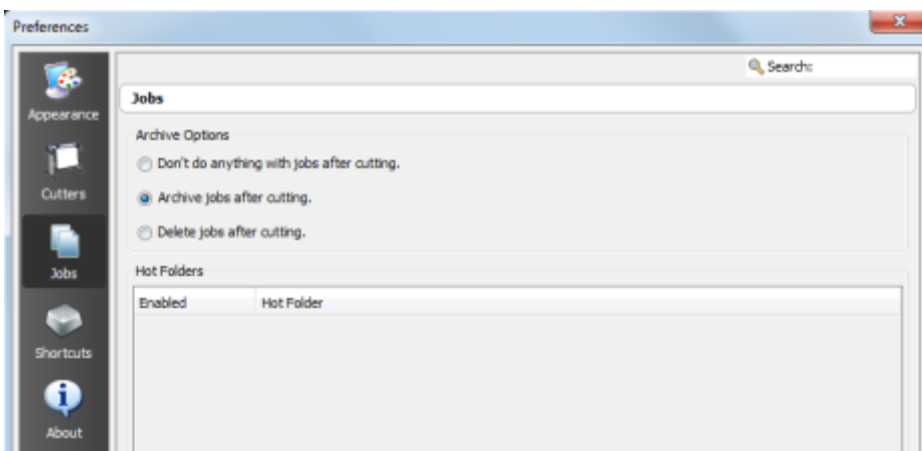 Preferences
Search:
Appearance
Jobs
Archive Options
Don't do anything with jobs after cutting.
Cutters
Archive jobs after cutting.
Delete jobs after cutting.
Jobs
Hot Folders
Enabled Hot Folder
Shortcuts
About